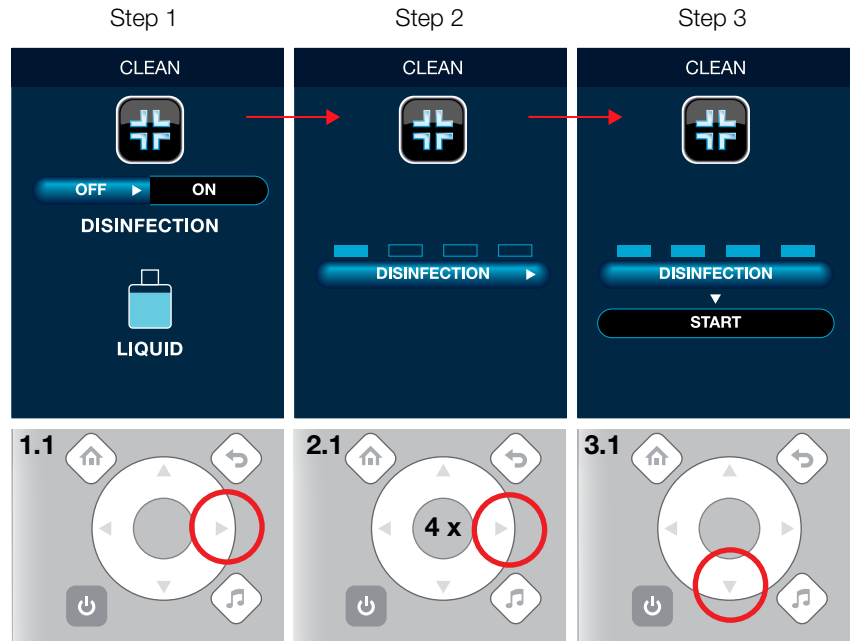 Step 1
Step 2
Step 3
CLEAN
CLEAN
CLEAN
OFF
ON
DISINFECTION
LIQUID
DISINFECTION
DISINFECTION
START
1.1
2.1
3.1
4 x